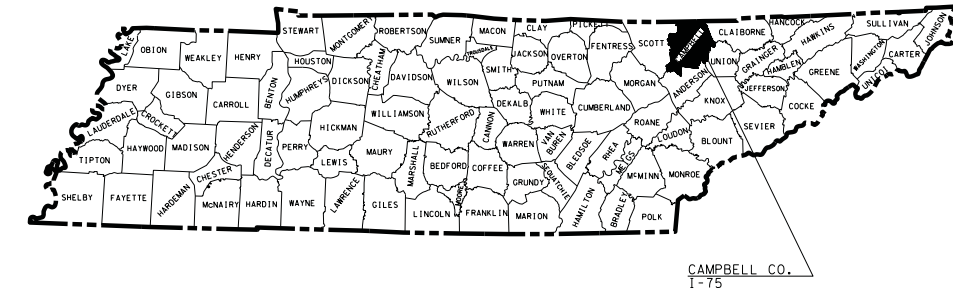 LAKE
OBION
WEAKLEY
HENRY
STEWART
MONTGOMERY
ROBERTSON
SUMNER
MACON
TROUSDALE
CLAY
PICKETT
SCOTT
CAMPBELL
CLAIBORNE
HANCOCK
HAWKINS
SULLIVAN
JOHNSON
DYER
GIBSON
CARROLL
BENTON
HOUSTON
HUMPHREYS
DICKSON
CHEATHAM
DAVIDSON
WILSON
SMITH
JACKSON
OVERTON
FENTRESS
PUTNAM
MORGAN
ANDERSON
UNION
GRAINGER
HAMBLEN
JEFFERSON
GREENE
WASHINGTON
UNICOI
CARTER
LAUDERDALE
CROCKETT
HAYWOOD
MADISON
HENDERSON
DECATUR
PERRY
HICKMAN
WILLIAMSON
RUTHERFORD
CANNON
DEKALB
WHITE
CUMBERLAND
ROANE
KNOX
SEVIER
COCKE
TIPTON
CHESTER
LEWIS
MAURY
MARSHALL
BEDFORD
COFFEE
WARREN
VAN
BUREN
BLEDSOE
RHEA
MEIGS
LOUDON
BLOUNT
SHELBY
FAYETTE
HARDEMAN
McNAIRY
HARDIN
WAYNE
LAWRENCE
GILES
LINCOLN
MOORE
FRANKLIN
GRUNDY
MARION
SEQUATCHIE
HAMILTON
BRADLEY
McMINN
MONROE
POLK
CAMPBELL CO.
I-75